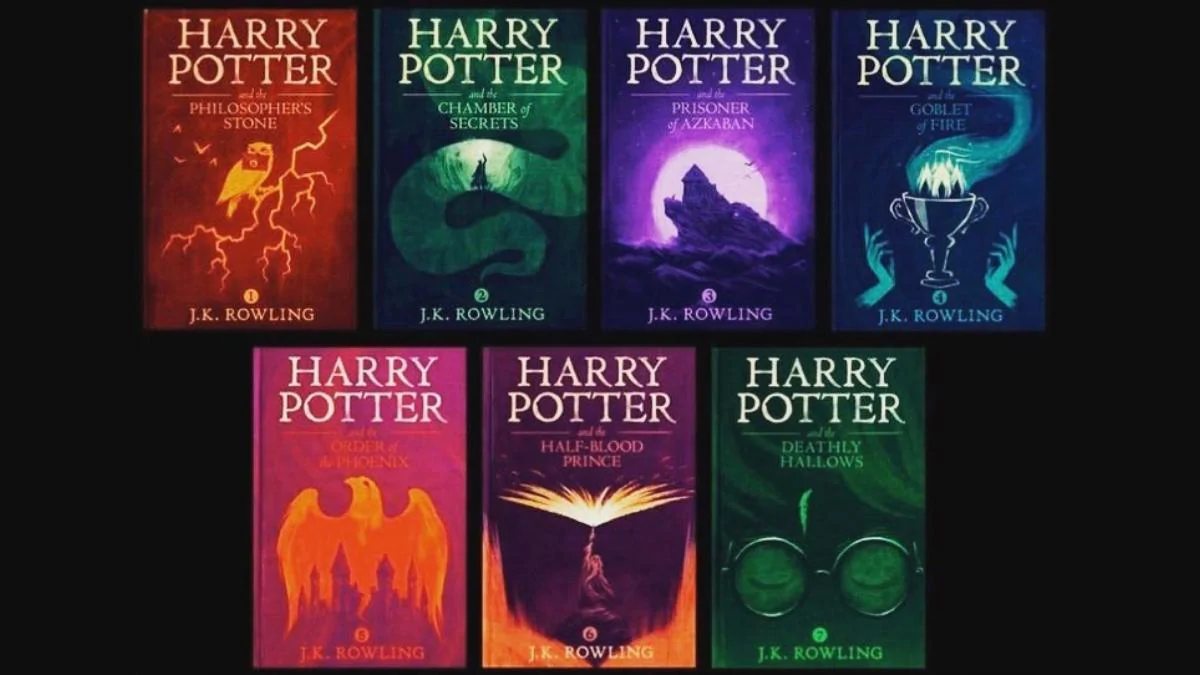 HARRY
POTTER
and the
PHILOSOPHER'S
STONE
1
J.K. ROWLING
HARRY
POTTER
and the
CHAMBER of
SECRETS
2
J.K. ROWLING
HARRY
POTTER
and the
PRISONER
of AZKABAN
3
J.K. ROWLING
HARRY
POTTER
and the
GOBLET
of FIRE
4
J.K. ROWLING
HARRY
POTTER
and the
ORDER of
the PHOENIX
5
J.K. ROWLING
HARRY
POTTER
and the
HALF-BLOOD
PRINCE
6
J.K. ROWLING
HARRY
POTTER
and the
DEATHLY
HALLOWS
7
J.K. ROWLING